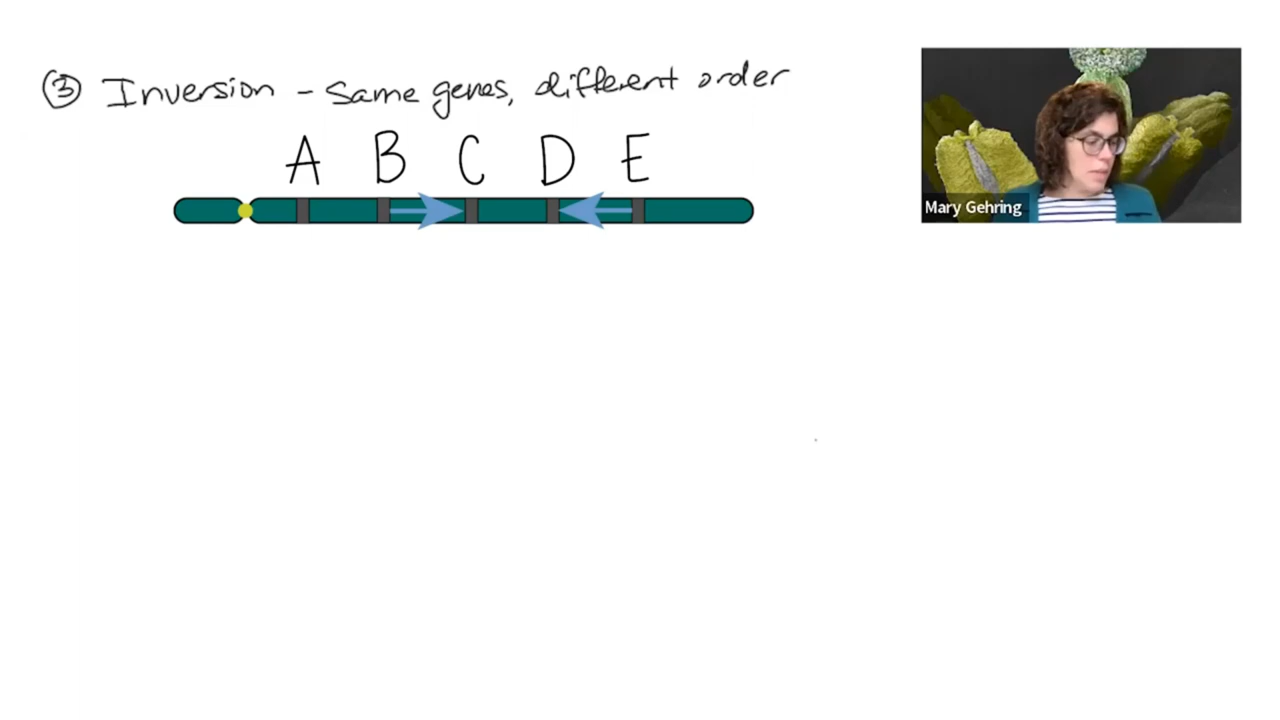 ③ Inversion - Same genes, different order
A B C D E
Mary Gehring